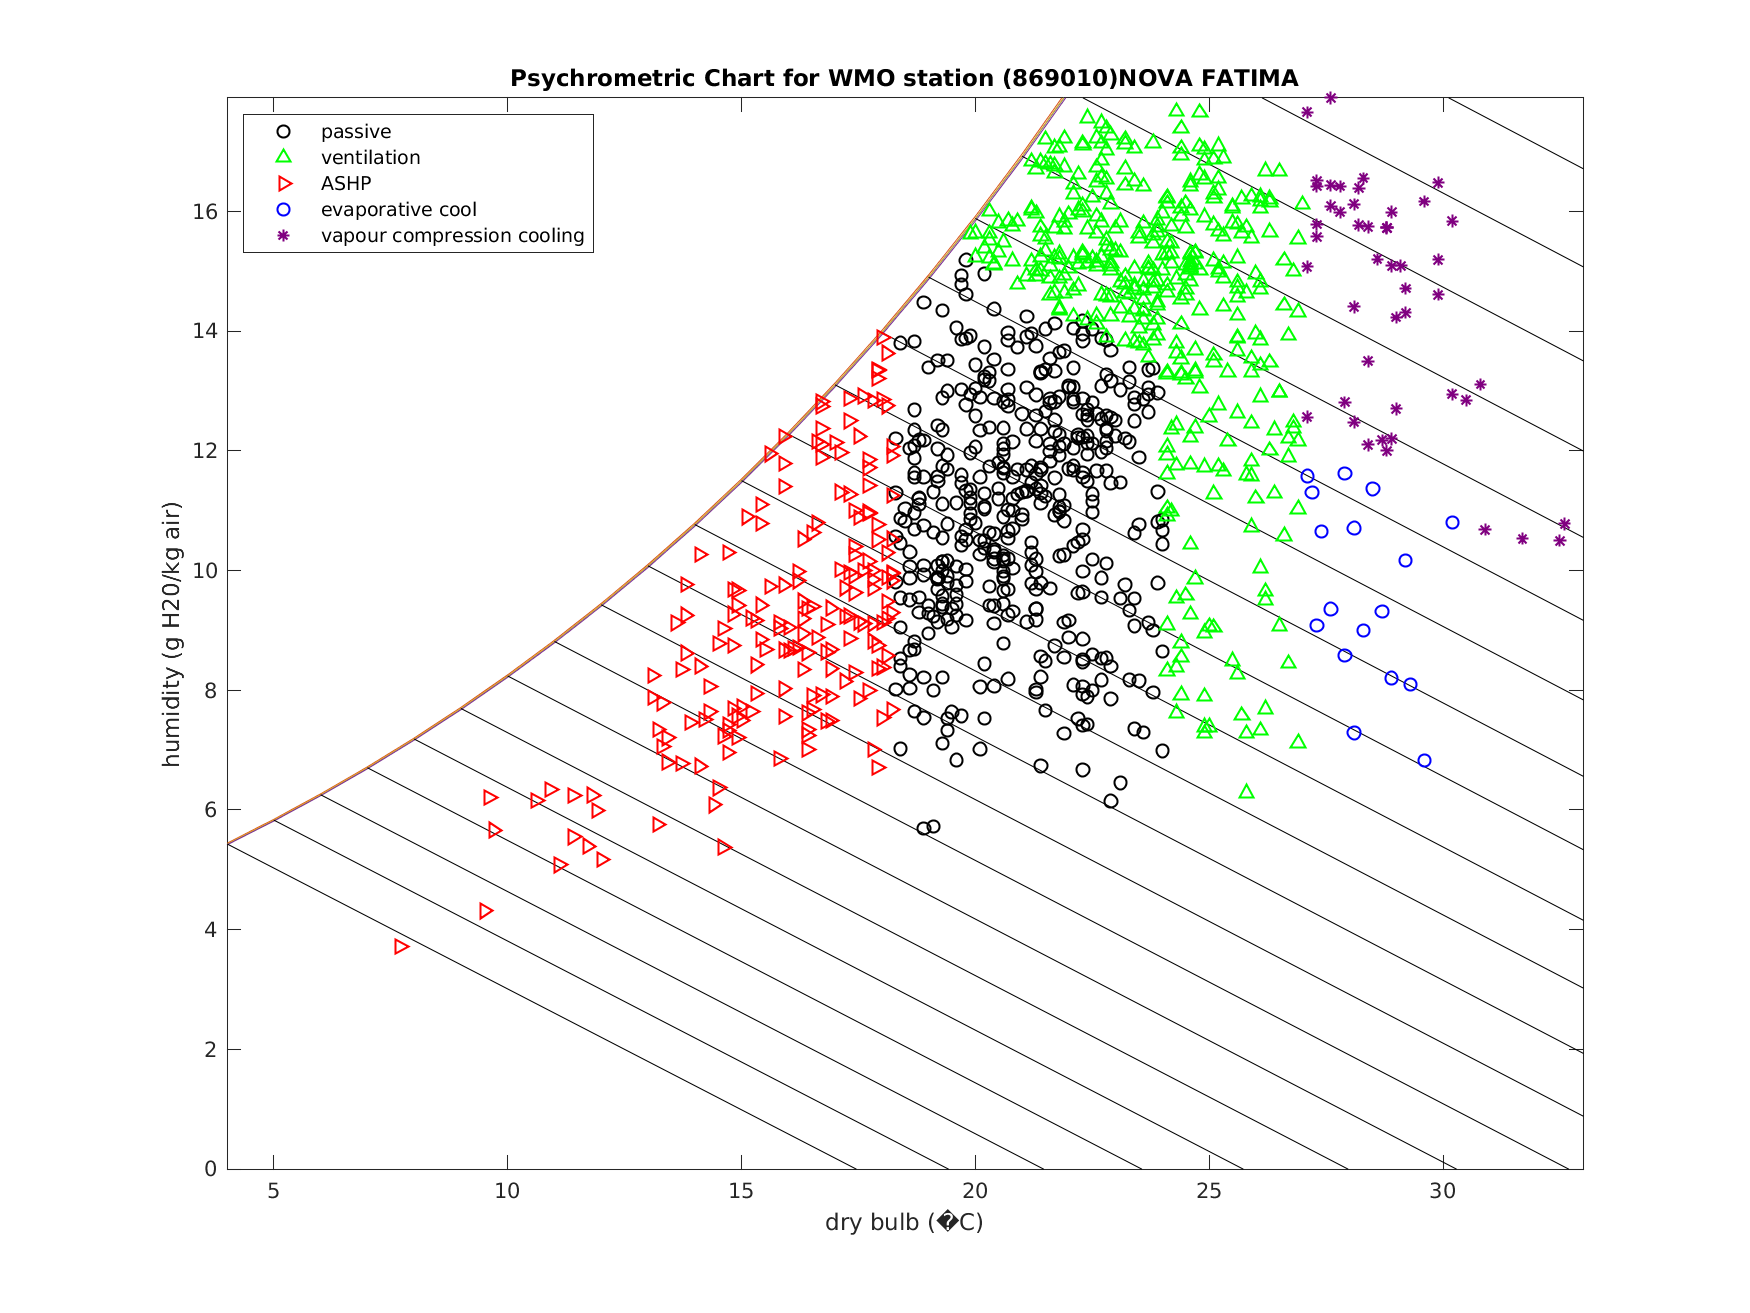 Psychrometric Chart for WMO station (869010)NOVA FATIMA
passive
ventilation
ASHP
evaporative cool
vapour compression cooling
humidity (g H20/kg air)
16
14
12
10
8
6
4
2
0
5 10 15 20 25 30
dry bulb (�C)